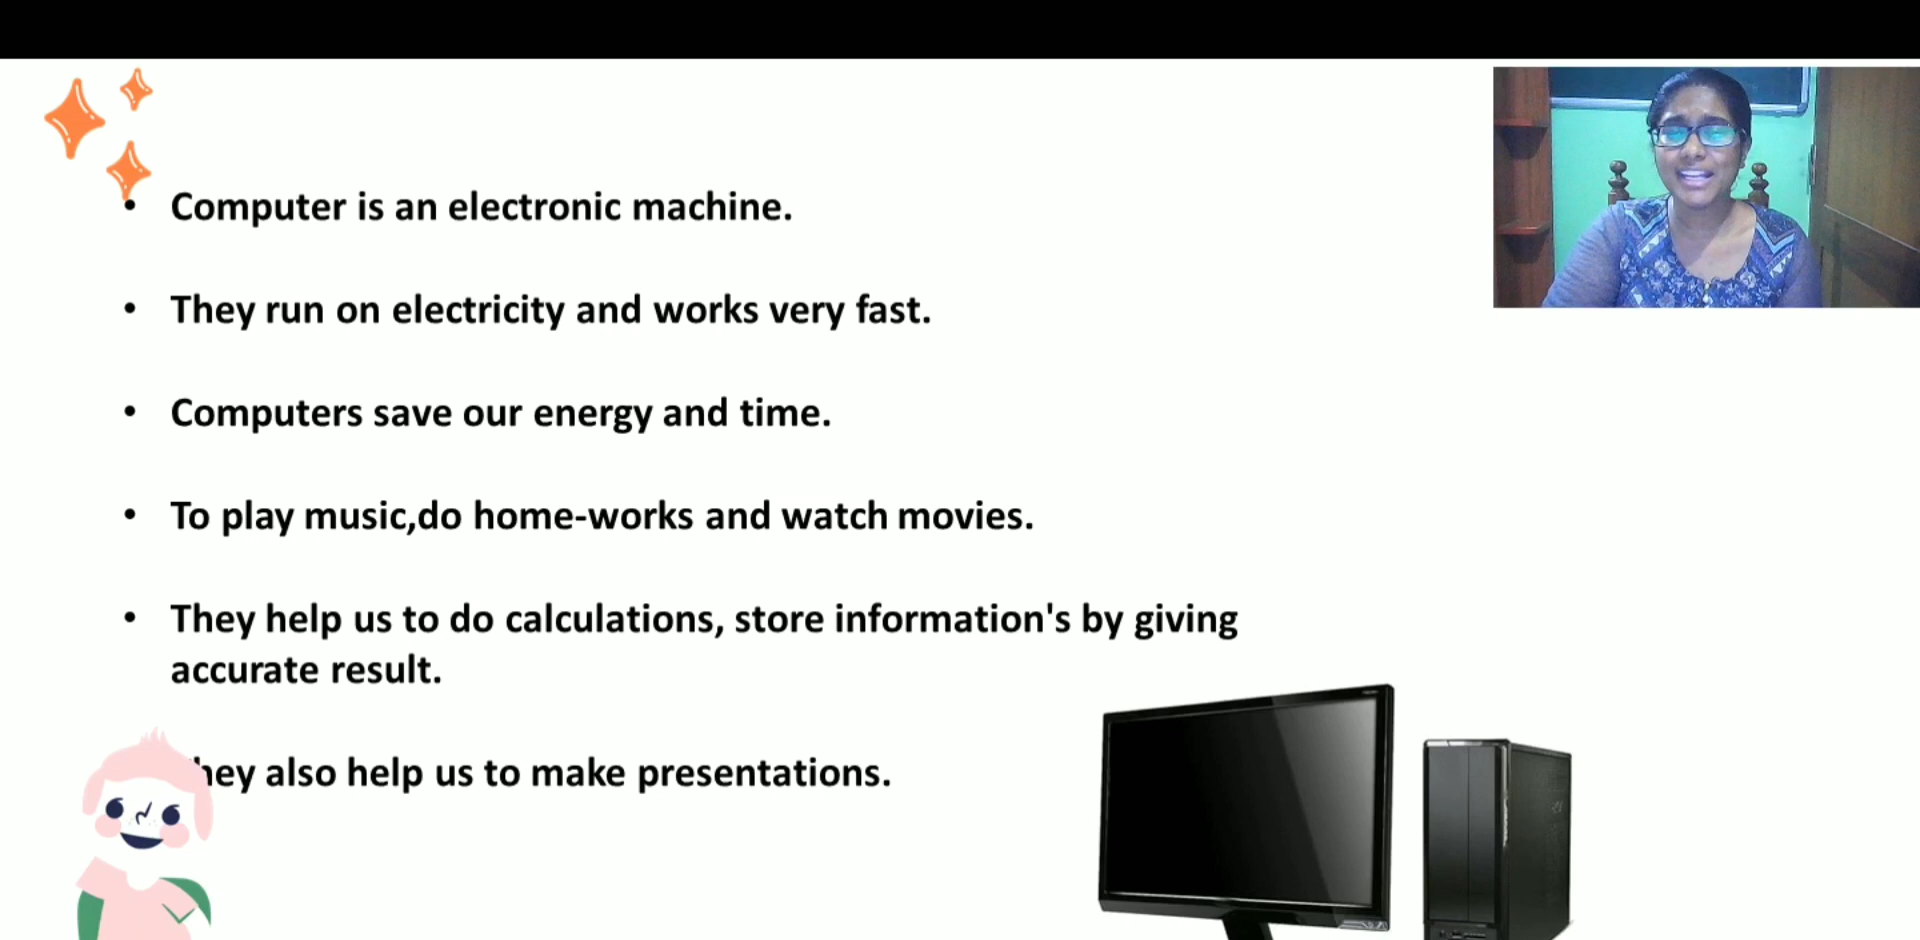 • Computer is an electronic machine.
• They run on electricity and works very fast.
• Computers save our energy and time.
• To play music,do home-works and watch movies.
• They help us to do calculations, store information's by giving
accurate result.
hey also help us to make presentations.